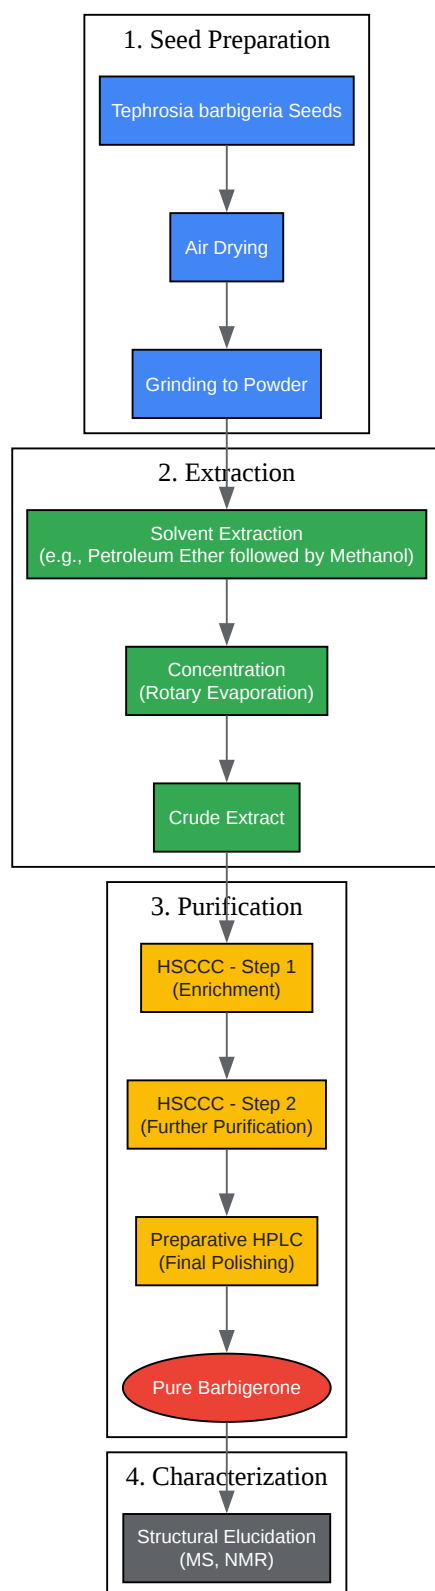 1. Seed Preparation
Tephrosia barbigeria Seeds
Air Drying
Grinding to Powder
2. Extraction
Solvent Extraction
(e.g., Petroleum Ether followed by Methanol)
Concentration
(Rotary Evaporation)
Crude Extract
3. Purification
HSCCC - Step 1
(Enrichment)
HSCCC - Step 2
(Further Purification)
Preparative HPLC
(Final Polishing)
Pure Barbigerone
4. Characterization
Structural Elucidation
(MS, NMR)